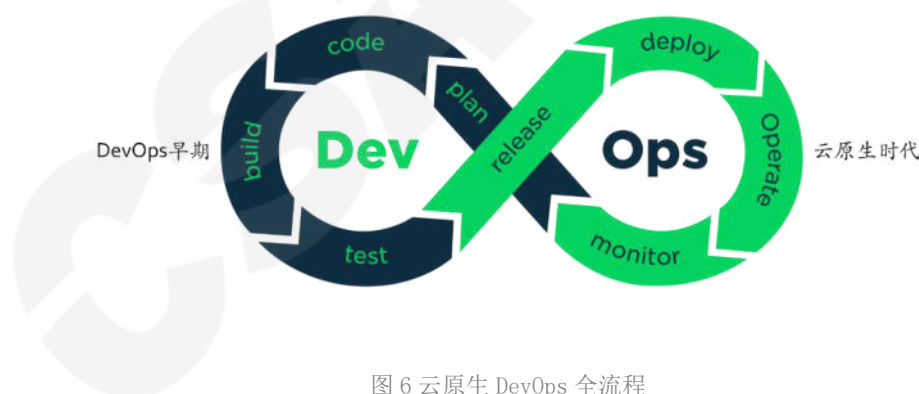 code
deploy
plan
release
DevOps早期
build
Dev
Ops
Operate
云原生时代
test
monitor
图 6 云原生 DevOps 全流程